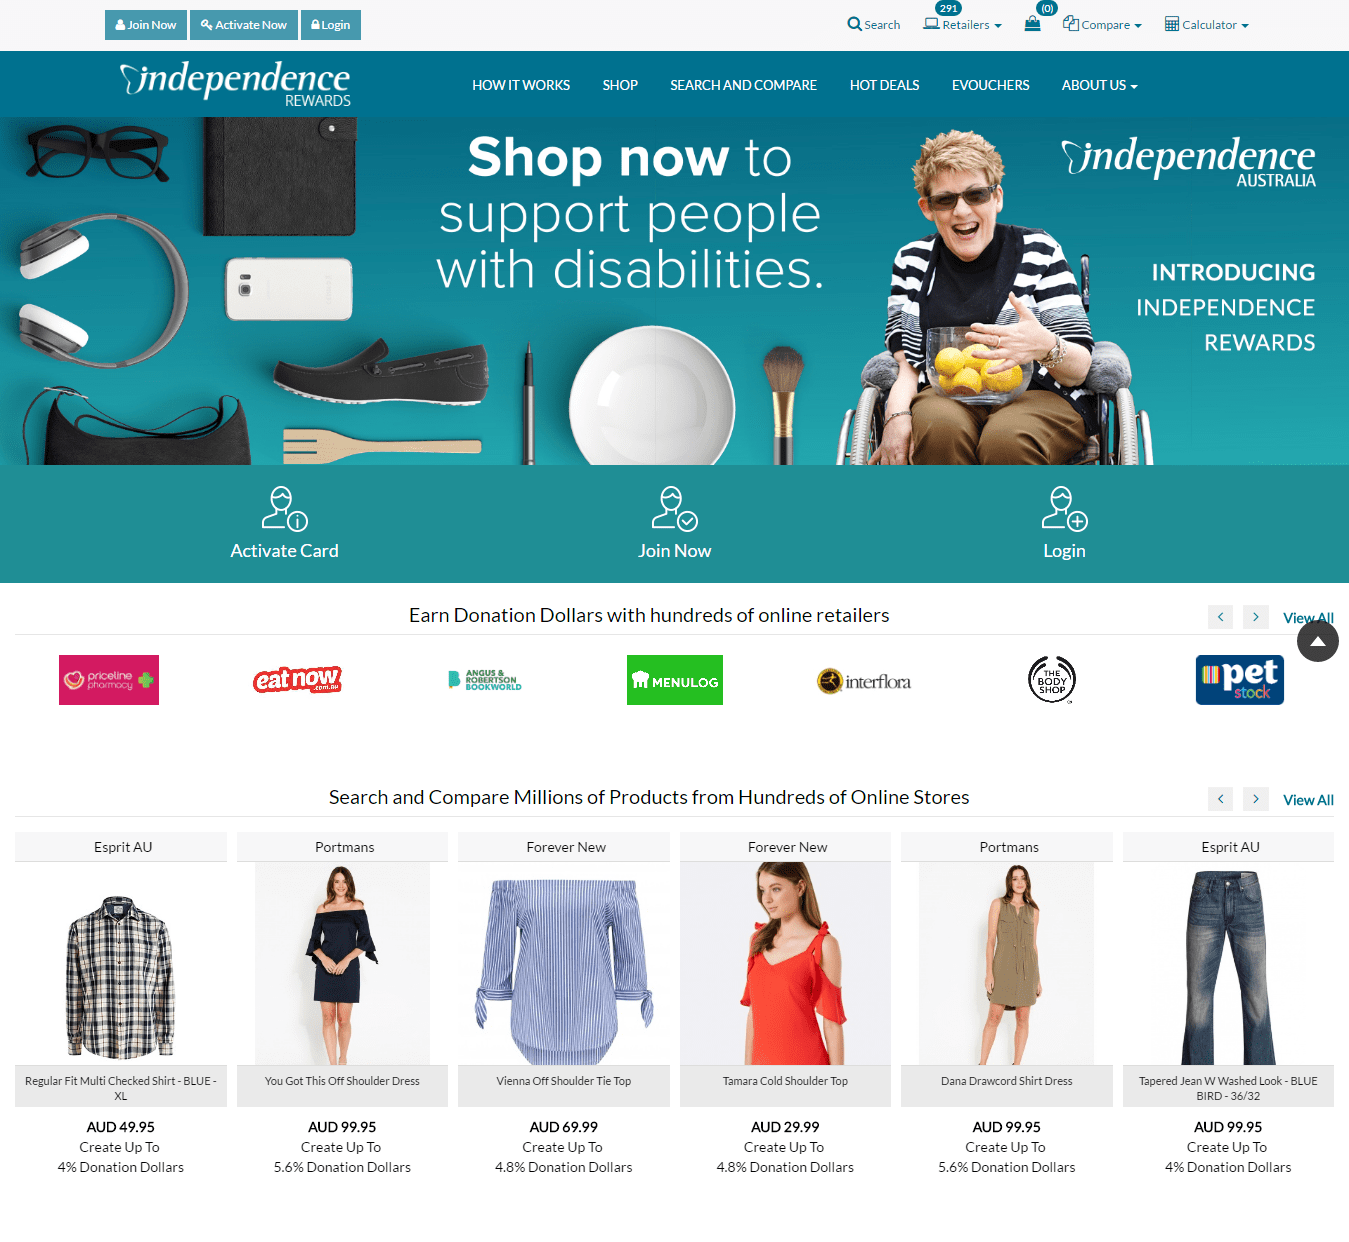 Join Now
Activate Now
Login
Search
291
Retailers
(0)
Compare
Calculator
independence
REWARDS
HOW IT WORKS
SHOP
SEARCH AND COMPARE
HOT DEALS
EVOUCHERS
ABOUT US
Shop now to
support people
with disabilities.
independence
AUSTRALIA
INTRODUCING
INDEPENDENCE
REWARDS
Activate Card
Join Now
Login
Earn Donation Dollars with hundreds of online retailers
View All
priceline
pharmacy
eat now
.com.au
ANGUS &
ROBERTSON
BOOKWORLD
MENULOG
interflora
THE
BODY
SHOP
pet
stock
Search and Compare Millions of Products from Hundreds of Online Stores
View All
Esprit AU
Portmans
Forever New
Forever New
Portmans
Esprit AU
Regular Fit Multi Checked Shirt - BLUE -
XL
You Got This Off Shoulder Dress
Vienna Off Shoulder Tie Top
Tamara Cold Shoulder Top
Dana Drawcord Shirt Dress
Tapered Jean W Washed Look - BLUE
BIRD - 36/32
AUD 49.95
Create Up To
4% Donation Dollars
AUD 99.95
Create Up To
5.6% Donation Dollars
AUD 69.99
Create Up To
4.8% Donation Dollars
AUD 29.99
Create Up To
4.8% Donation Dollars
AUD 99.95
Create Up To
5.6% Donation Dollars
AUD 99.95
Create Up To
4% Donation Dollars